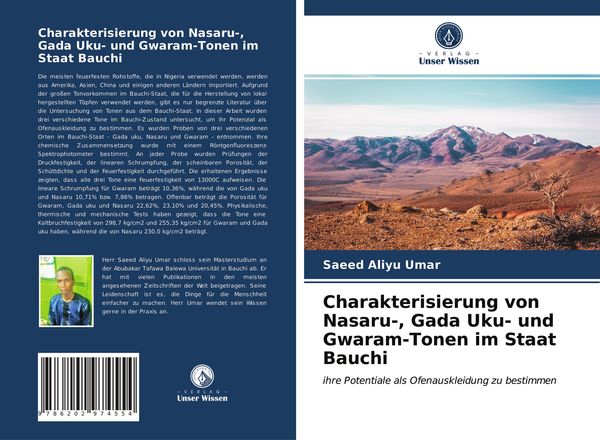 Charakterisierung von Nasaru-,
Gada Uku- und Gwaram-Tonen im
Staat Bauchi
Die meisten feuerfesten Rohstoffe, die in Nigeria verwendet werden, werden
aus Amerika, Asien, China und einigen anderen Ländern importiert. Aufgrund
der großen Tonvorkommen im Bauchi-Staat, die für die Herstellung von lokal
hergestellten Töpfen verwendet werden, gibt es nur begrenzte Literatur über
die Untersuchung von Tonen aus dem Bauchi-Staat. In dieser Arbeit wurden
drei verschiedene Tone im Bauchi-Zustand untersucht, um ihr Potenzial als
Ofenauskleidung zu bestimmen. Es wurden Proben von drei verschiedenen
Orten im Bauchi-Staat - Gada uku, Nasaru und Gwaram - entnommen. Ihre
chemische Zusammensetzung wurde mit einem Röntgenfluoreszenz-
Spektrophotometer bestimmt. An jeder Probe wurden Prüfungen der
Druckfestigkeit, der linearen Schrumpfung, der scheinbaren Porosität, der
Schüttdichte und der Feuerfestigkeit durchgeführt. Die erhaltenen Ergebnisse
zeigten, dass alle drei Tone eine Feuerfestigkeit von 13000C aufweisen. Die
lineare Schrumpfung für Gwaram beträgt 10,36%, während die von Gada uku
und Nasaru 10,71% bzw. 7,86% betragen. Offenbar beträgt die Porosität für
Gwaram, Gada uku und Nasaru 22,62%, 23,10% und 20,45%. Physikalische,
thermische und mechanische Tests haben gezeigt, dass die Tone eine
Kaltbruchfestigkeit von 298,7 kg/cm2 und 255,35 kg/cm2 für Gwaram und Gada
uku haben, während die von Nasaru 230,0 kg/cm2 beträgt.
Herr Saeed Aliyu Umar schloss sein Masterstudium an
der Abubakar Tafawa Balewa Universität in Bauchi ab. Er
hat mit vielen Publikationen in den meisten
angesehenen Zeitschriften der Welt beigetragen. Seine
Leidenschaft ist es, die Dinge für die Menschheit
einfacher zu machen. Herr Umar wendet sein Wissen
gerne in der Praxis an.
9 786202 974554
VERLAG
Unser Wissen
VERLAG
Unser Wissen
Saeed Aliyu Umar
Charakterisierung von
Nasaru-, Gada Uku- und
Gwaram-Tonen im Staat
Bauchi
ihre Potentiale als Ofenauskleidung zu bestimmen